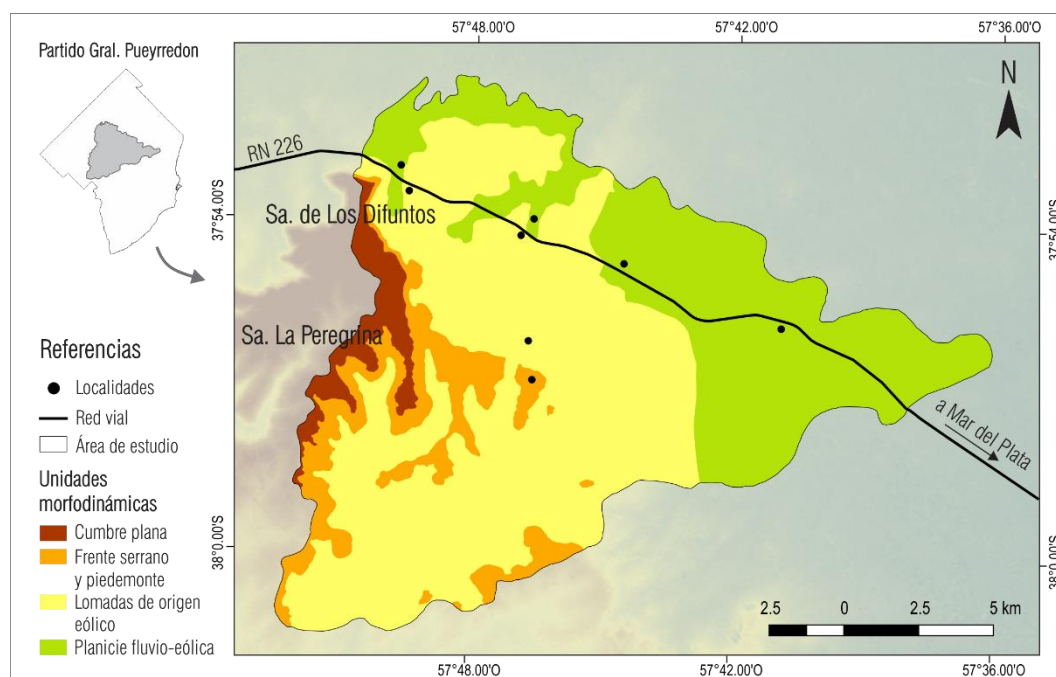 Partido Gral. Pueyrredon
57°48.00'O
57°42.00'O
57°36.00'O
N
RN 226
37°54.00'S
37°54.00'S
Sa. de Los Difuntos
Sa. La Peregrina
a Mar del Plata
38°0.00'S
38°0.00'S
Referencias
Localidades
Red vial
Área de estudio
Unidades
morfodinámicas
Cumbre plana
Frente serrano
y piedemonte
Lomadas de origen
eólico
Planicie fluvio-eólica
2.5 0 2.5 5 km
57°48.00'O
57°42.00'O
57°36.00'O